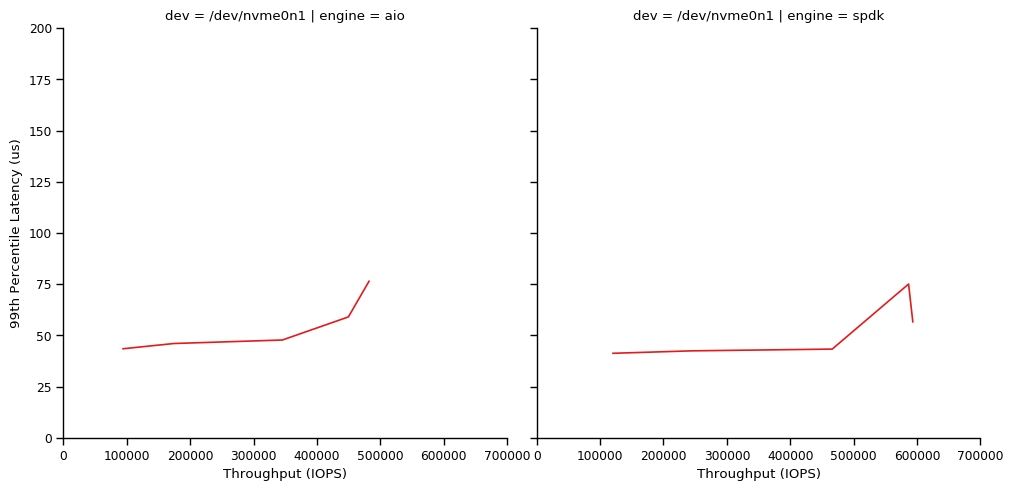 dev = /dev/nvme0n1 | engine = aio
dev = /dev/nvme0n1 | engine = spdk
99th Percentile Latency (us)
200
175
150
125
100
75
50
25
0
0 100000 200000 300000 400000 500000 600000 700000
0 100000 200000 300000 400000 500000 600000 700000
Throughput (IOPS)
Throughput (IOPS)